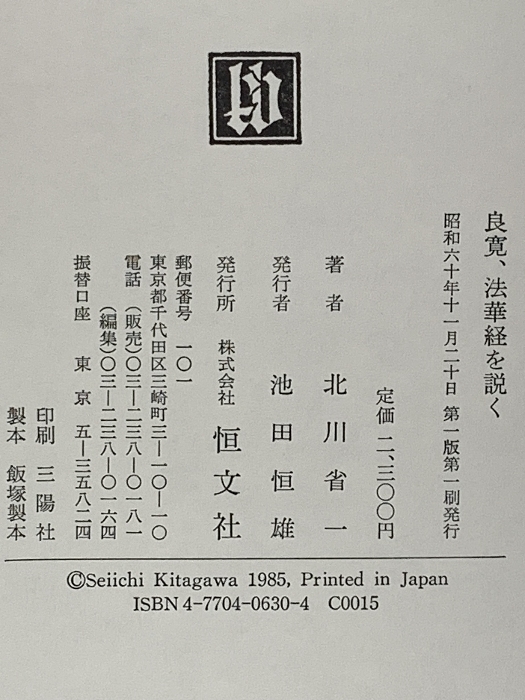 良寛、法華経を説く
昭和六十年十一月二十日 第一版第一刷発行
定価 二、三〇〇円
著者 北川省一
発行者 池田恒雄
発行所 株式会社 恒文社
郵便番号 一〇一
東京都千代田区三崎町三―一〇―一〇
電話 (販売)〇三―二三八―〇一八一
(編集)〇三―二三八―〇一六四
振替口座 東京 五―三五八二四
印刷 三陽社
製本 飯塚製本
©Seiichi Kitagawa 1985, Printed in Japan
ISBN4-7704-0630-4 C0015